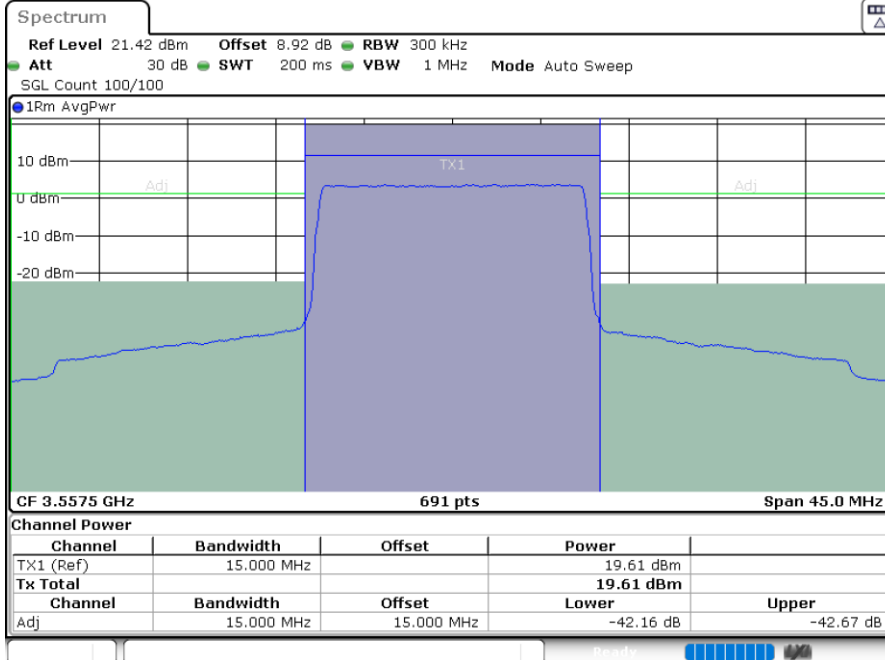 Spectrum
Ref Level 21.42 dBm Offset 8.92 dB RBW 300 kHz
Att 30 dB SWT 200 ms VBW 1 MHz Mode Auto Sweep
SGL Count 100/100
1Rm AvgPwr
10 dBm
TX1
Adj Adj
0 dBm
-10 dBm
-20 dBm
CF 3.5575 GHz 691 pts Span 45.0 MHz
Channel Power
Channel Bandwidth Offset Power
TX1 (Ref) 15.000 MHz 19.61 dBm
Tx Total 19.61 dBm
Channel Bandwidth Offset Lower Upper
Adj 15.000 MHz 15.000 MHz -42.16 dB -42.67 dB
Ready